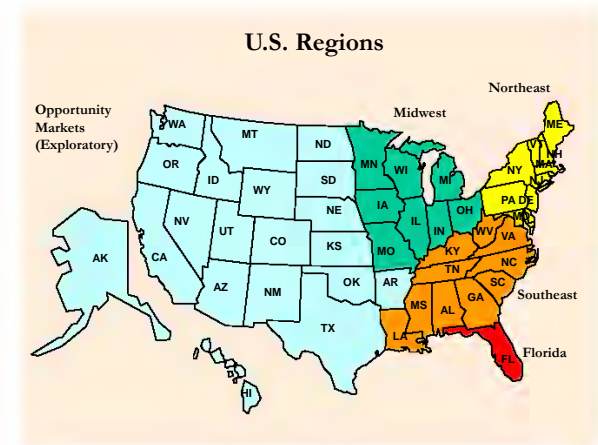 U.S. Regions
Northeast
Opportunity
Markets
(Exploratory)
Midwest
WA
MT
ND
ME
OR
ID
MN
WI
MI
VT
NH
NY
MA
SD
WY
IA
PA
NJ
DE
NE
NV
UT
CO
IL
IN
OH
MD
WV
VA
KS
MO
KY
CA
AK
AZ
NM
OK
AR
TN
NC
SC
Southeast
MS
AL
GA
TX
LA
FL
Florida
HI